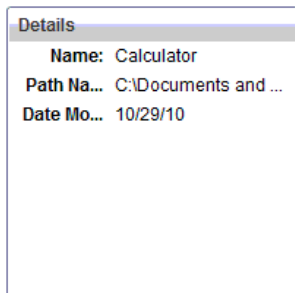 Details
Name: Calculator
Path Na... C:\Documents and ...
Date Mo... 10/29/10